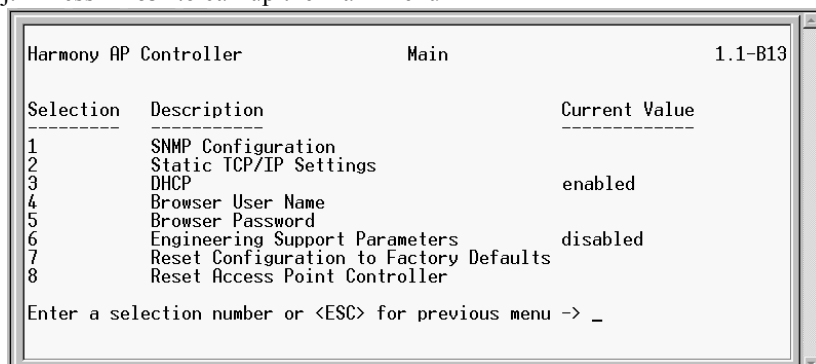 Harmony AP Controller Main 1.1-B13
Selection Description Current Value
--------- ----------- -------------
1 SNMP Configuration
2 Static TCP/IP Settings
3 DHCP enabled
4 Browser User Name
5 Browser Password
6 Engineering Support Parameters disabled
7 Reset Configuration to Factory Defaults
8 Reset Access Point Controller
Enter a selection number or <ESC> for previous menu -> _